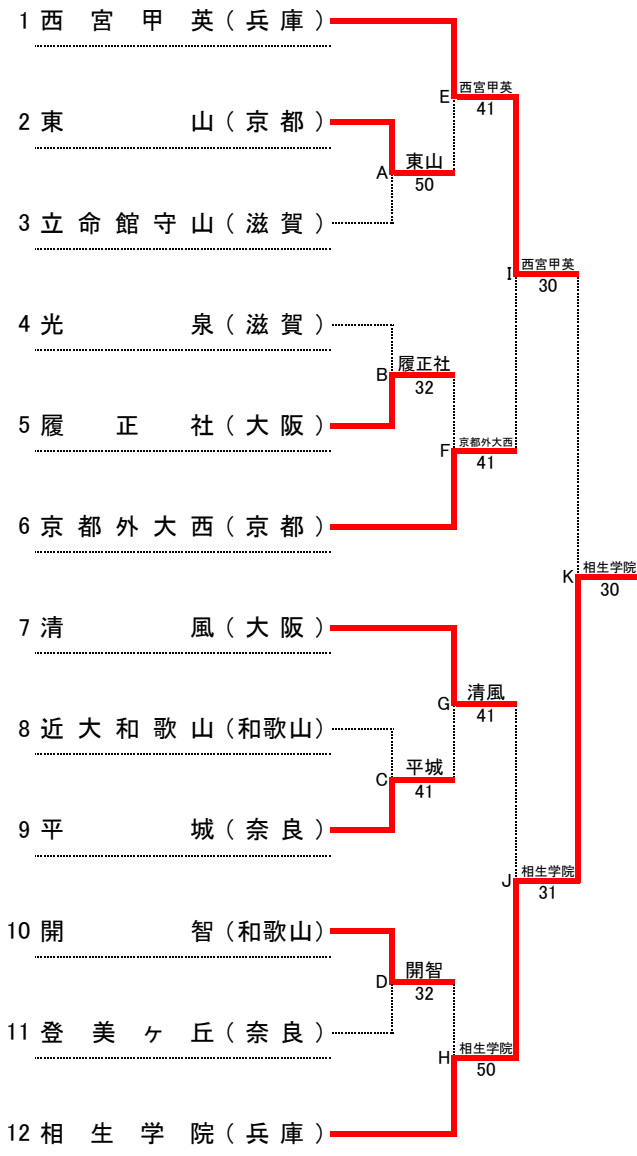 1 西宮甲英(兵庫)
西宮甲英
E
41
2 東山(京都)
東山
A
50
3 立命館守山(滋賀)
西宮甲英
I
30
4 光泉(滋賀)
履正社
B
32
5 履正社(大阪)
京都外大西
F
41
6 京都外大西(京都)
相生学院
K
30
7 清風(大阪)
清風
G
41
8 近大和歌山(和歌山)
平城
C
41
9 平城(奈良)
相生学院
J
31
10 開智(和歌山)
開智
D
32
11 登美ヶ丘(奈良)
相生学院
H
50
12 相生学院(兵庫)